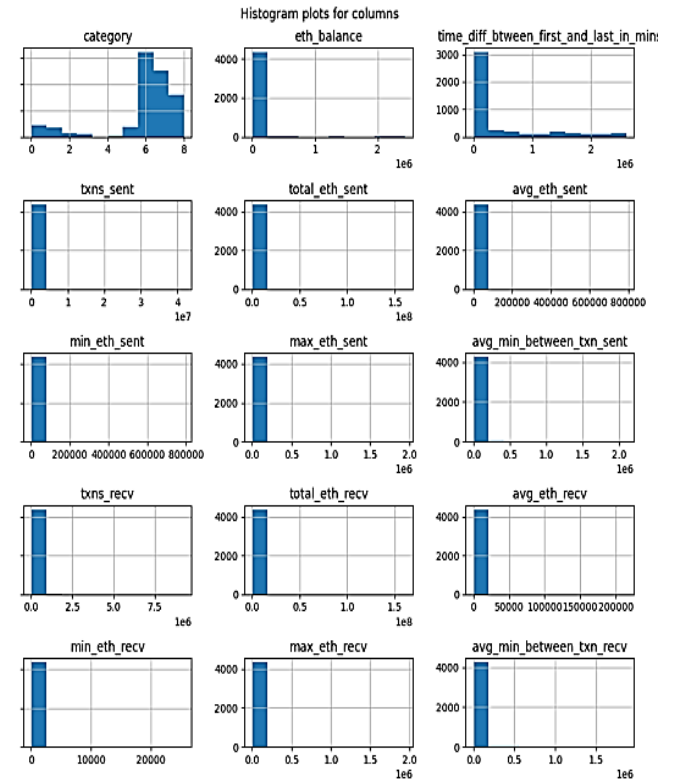 Histogram plots for columns
category eth_balance time_diff_btween_first_and_last_in_mins
4000 3000
2000 2000
1000
0 0
0 2 4 6 8 0 1 2 0 1 2
1e6 1e6
txns_sent total_eth_sent avg_eth_sent
4000 4000
2000 2000
0 0
0 1 2 3 4 0.0 0.5 1.0 1.5 0 200000 400000 600000 800000
1e7 1e8
min_eth_sent max_eth_sent avg_min_between_txn_sent
4000 4000
2000 2000
0 0
0 200000 400000 600000 800000 0.0 0.5 1.0 1.5 2.0 0.0 0.5 1.0 1.5 2.0
1e6 1e6
txns_recv total_eth_recv avg_eth_recv
4000 4000
2000 2000
0 0
0.0 2.5 5.0 7.5 0.0 0.5 1.0 1.5 0 50000 100000 150000 200000
1e6 1e8
min_eth_recv max_eth_recv avg_min_between_txn_recv
4000 4000
2000 2000
0 0
0 10000 20000 0.0 0.5 1.0 1.5 2.0 0.0 0.5 1.0 1.5
1e6 1e6